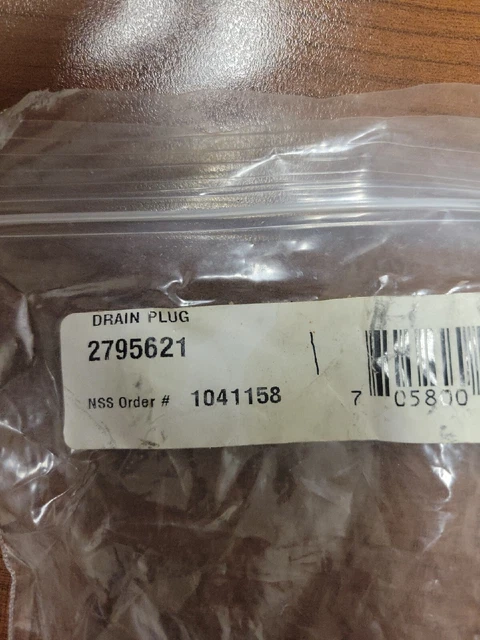 DRAIN PLUG
2795621
NSS Order # 1041158
7 05800